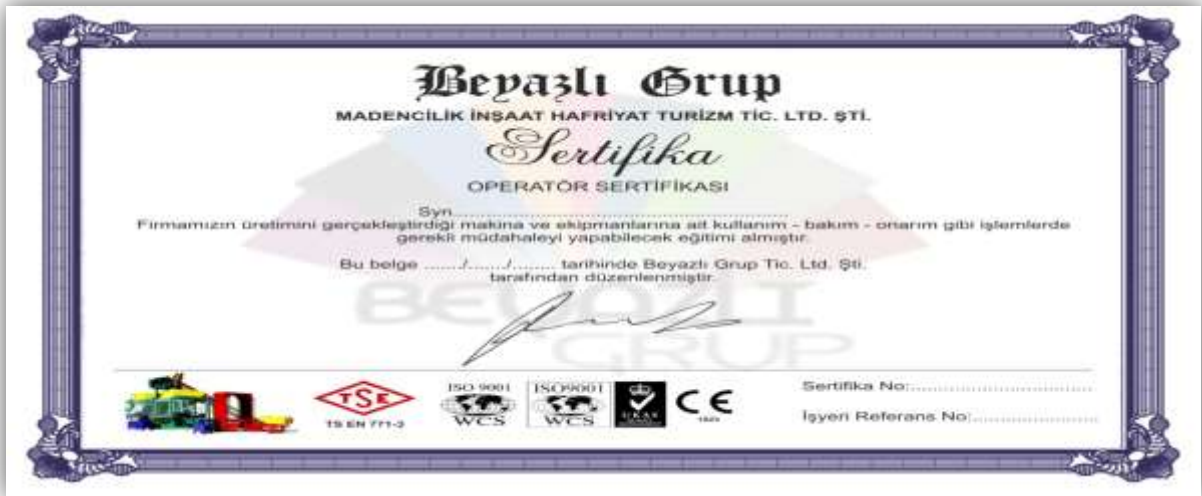 Beyazlı Grup
MADENCİLİK İNŞAAT HAFRİYAT TURİZM TİC. LTD. ŞTİ.
Sertifika
OPERATÖR SERTİFİKASI
Syn................................................................
Firmamızın üretimini gerçekleştirdiği makina ve ekipmanlarına ait kullanım - bakım - onarım gibi işlemlerde
gerekli müdahaleyi yapabilecek eğitimi almıştır.
Bu belge ......./......./........ tarihinde Beyazlı Grup Tic. Ltd. Şti.
tarafından düzenlenmiştir.
BEYAZLI
GRUP
TSE
TS EN 771-3
ISO 9001
WCS
ISO9001
WCS
UKAS
CE
Sertifika No:................................
İşyeri Referans No:......................